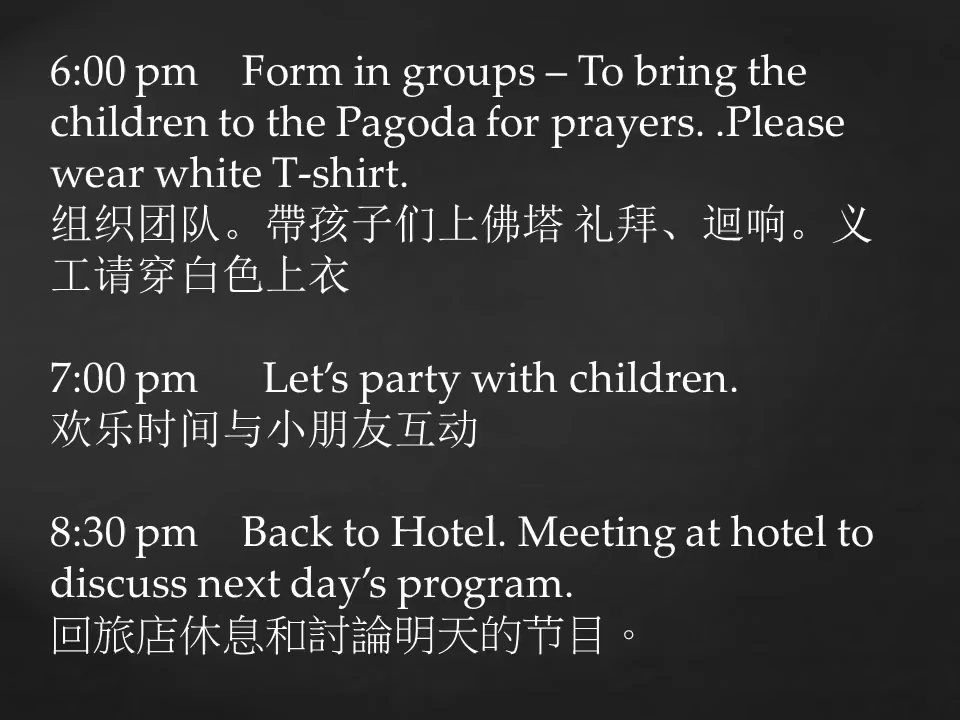 6:00 pm Form in groups – To bring the
children to the Pagoda for prayers. .Please
wear white T-shirt.
组织团队。帶孩子们上佛塔 礼拜、迴响。义
工请穿白色上衣
7:00 pm Let’s party with children.
欢乐时间与小朋友互动
8:30 pm Back to Hotel. Meeting at hotel to
discuss next day’s program.
回旅店休息和討論明天的节目。